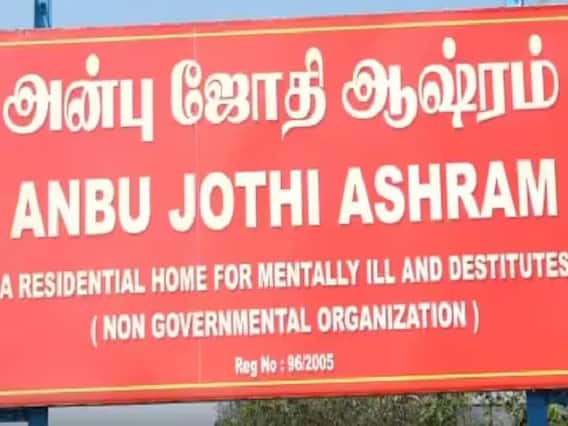 அன்பு ஜோதி ஆஷ்ரம்
ANBU JOTHI ASHRAM
A RESIDENTIAL HOME FOR MENTALLY ILL AND DESTITUTES
( NON GOVERNMENTAL ORGANIZATION )
Reg No : 96/2005